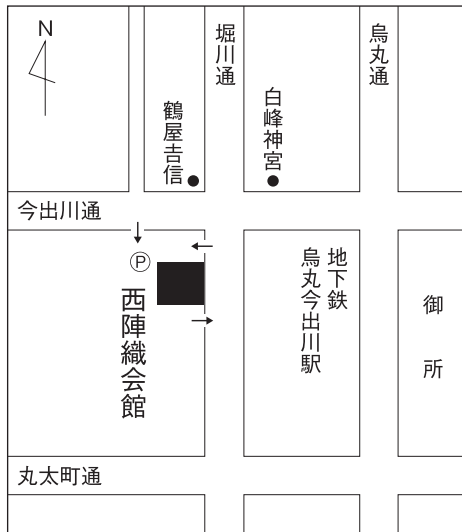 N
堀川通
烏丸通
鶴屋吉信
白峰神宮
今出川通
P
西陣織会館
地下鉄
烏丸今出川駅
御所
丸太町通